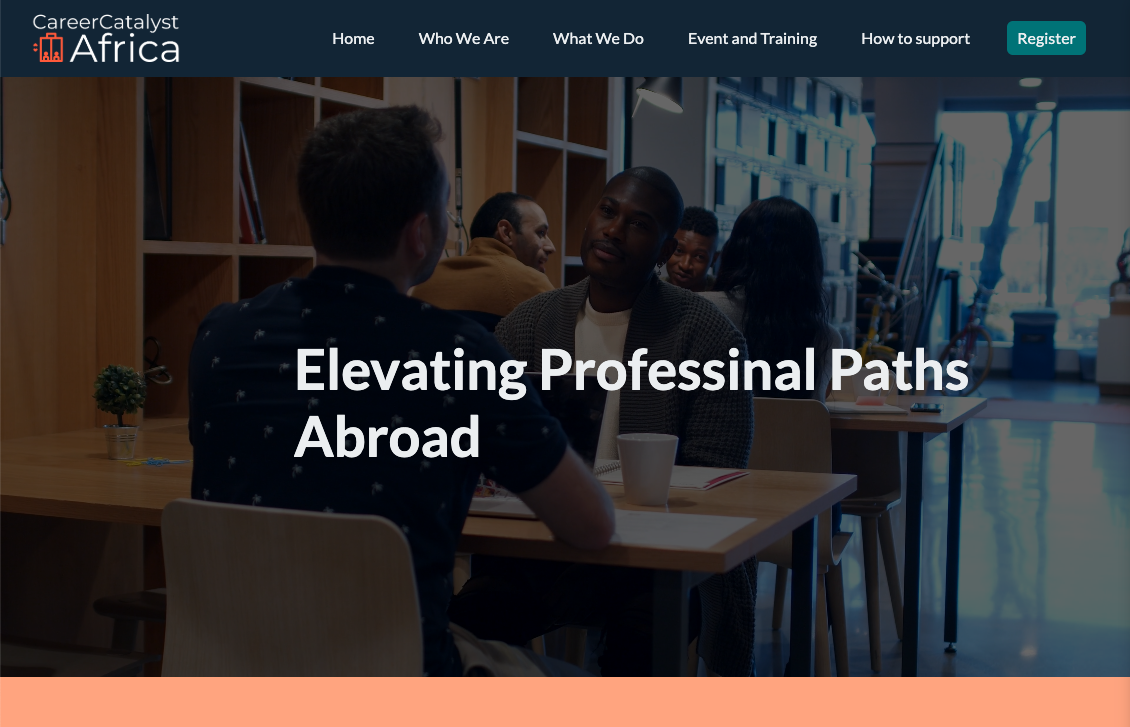 CareerCatalyst
Africa
Home Who We Are What We Do Event and Training How to support Register
Elevating Professinal Paths
Abroad